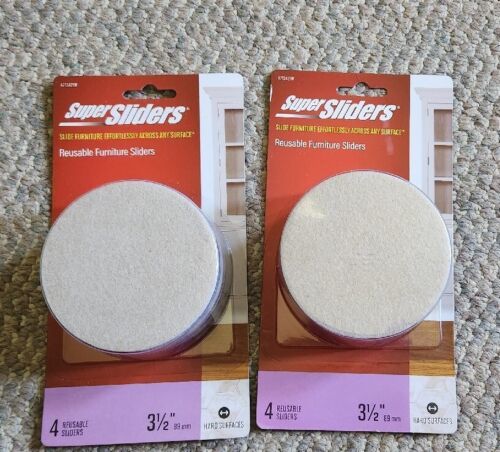 Super Sliders
SLIDE FURNITURE EFFORTLESSLY ACROSS ANY SURFACE™
Reusable Furniture Sliders
4 REUSABLE SLIDERS
3½" 89 mm
HARD SURFACES
Super Sliders
SLIDE FURNITURE EFFORTLESSLY ACROSS ANY SURFACE™
Reusable Furniture Sliders
4 REUSABLE SLIDERS
3½" 89 mm
HARD SURFACES